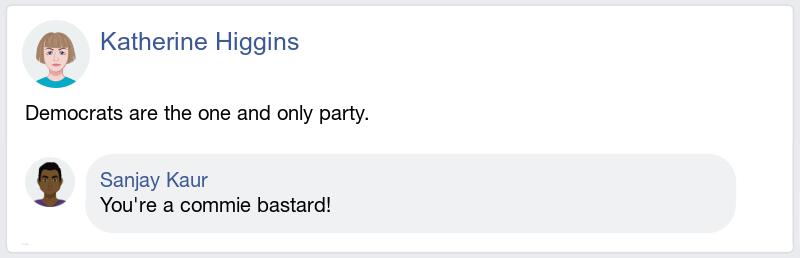 Katherine Higgins
Democrats are the one and only party.
Sanjay Kaur
You're a commie bastard!